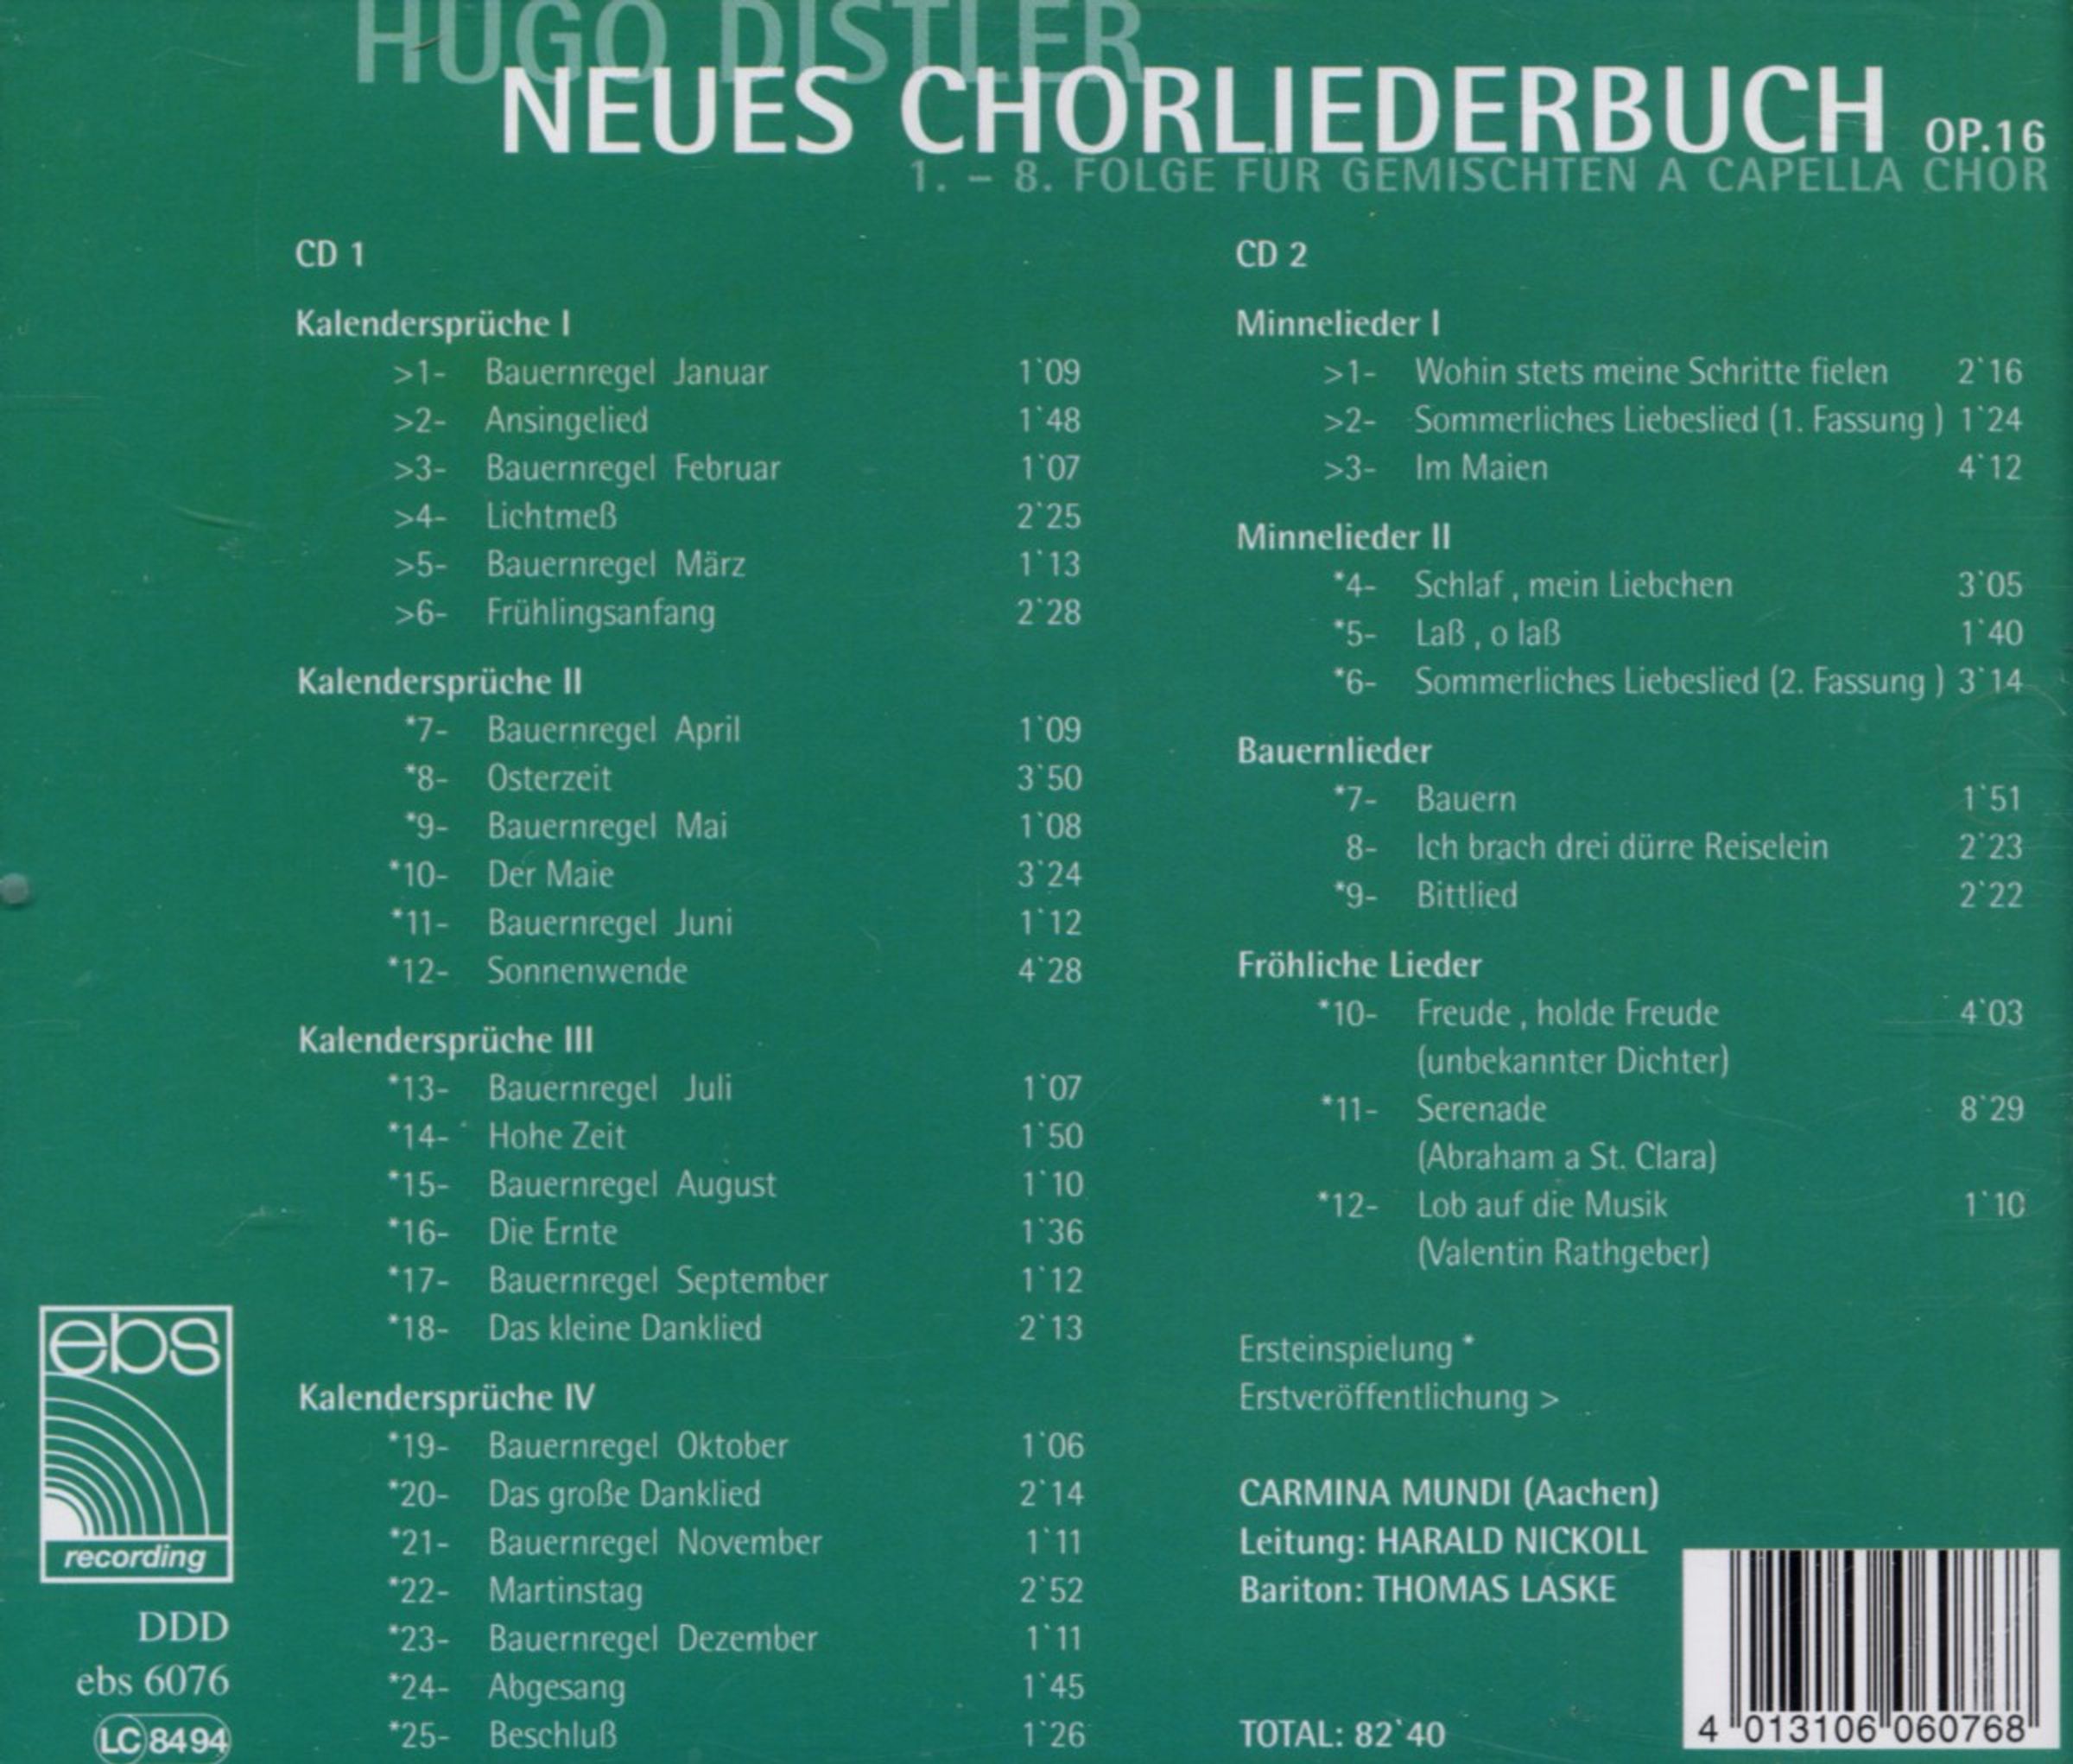 HUGO DISTLER
NEUES CHORLIEDERBUCH OP.16
1. – 8. FOLGE FÜR GEMISCHTEN A CAPELLA CHOR
CD 1
Kalendersprüche I
>1- Bauernregel Januar 1`09
>2- Ansingelied 1`48
>3- Bauernregel Februar 1`07
>4- Lichtmeß 2`25
>5- Bauernregel März 1`13
>6- Frühlingsanfang 2`28
Kalendersprüche II
*7- Bauernregel April 1`09
*8- Osterzeit 3`50
*9- Bauernregel Mai 1`08
*10- Der Maie 3`24
*11- Bauernregel Juni 1`12
*12- Sonnenwende 4`28
Kalendersprüche III
*13- Bauernregel Juli 1`07
*14- Hohe Zeit 1`50
*15- Bauernregel August 1`10
*16- Die Ernte 1`36
*17- Bauernregel September 1`12
*18- Das kleine Danklied 2`13
Kalendersprüche IV
*19- Bauernregel Oktober 1`06
*20- Das große Danklied 2`14
*21- Bauernregel November 1`11
*22- Martinstag 2`52
*23- Bauernregel Dezember 1`11
*24- Abgesang 1`45
*25- Beschluß 1`26
CD 2
Minnelieder I
>1- Wohin stets meine Schritte fielen 2`16
>2- Sommerliches Liebeslied (1. Fassung ) 1`24
>3- Im Maien 4`12
Minnelieder II
*4- Schlaf , mein Liebchen 3`05
*5- Laß , o laß 1`40
*6- Sommerliches Liebeslied (2. Fassung ) 3`14
Bauernlieder
*7- Bauern 1`51
8- Ich brach drei dürre Reiselein 2`23
*9- Bittlied 2`22
Fröhliche Lieder
*10- Freude , holde Freude 4`03
(unbekannter Dichter)
*11- Serenade 8`29
(Abraham a St. Clara)
*12- Lob auf die Musik 1`10
(Valentin Rathgeber)
Ersteinspielung *
Erstveröffentlichung >
CARMINA MUNDI (Aachen)
Leitung: HARALD NICKOLL
Bariton: THOMAS LASKE
TOTAL: 82`40
ebs
recording
DDD
ebs 6076
LC 8494
4 013106 060768